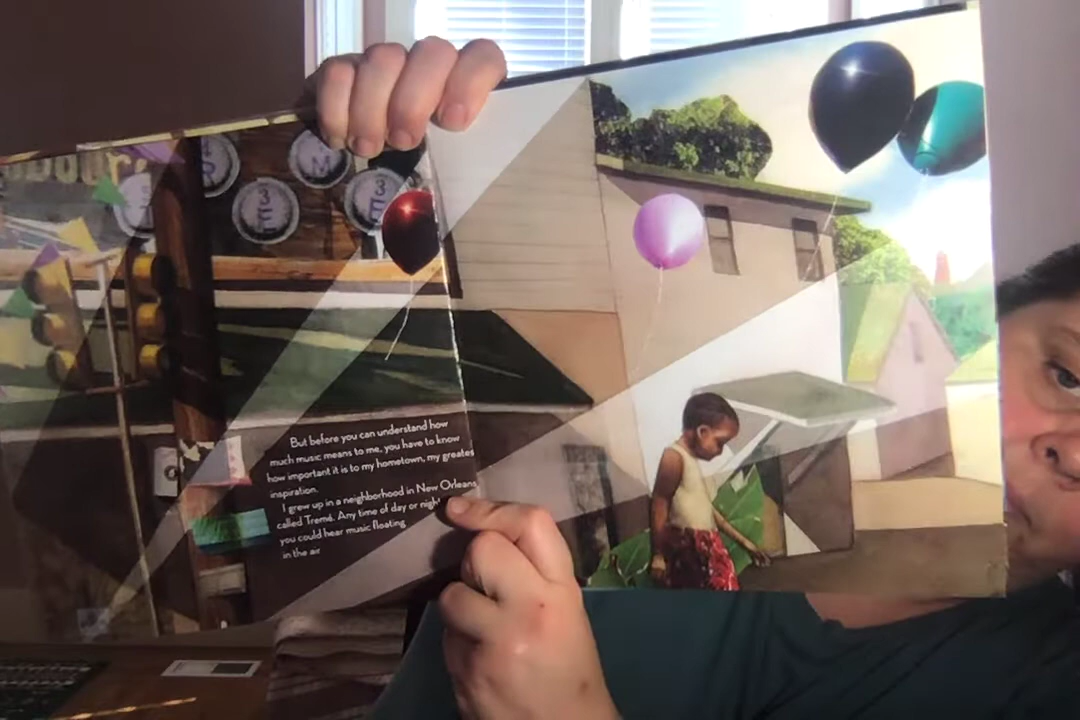 But before you can understand how
much music means to me, you have to know
how important it is to my hometown, my greates
inspiration.
I grew up in a neighborhood in New Orleans
called Tremé. Any time of day or nigh
you could hear music floating
in the air